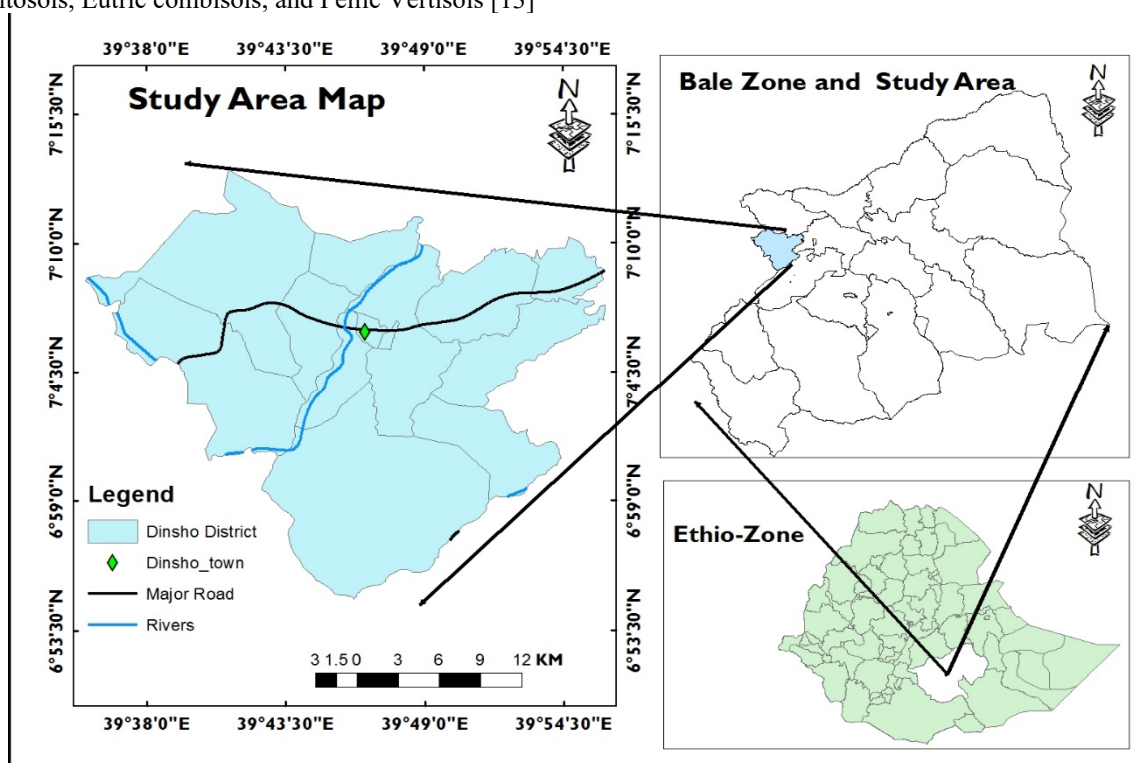 tosols, Eutric combisols, and Pellic Vertisols [13]
39°38'0"E 39°43'30"E 39°49'0"E 39°54'30"E
Study Area Map
N
7°15'30"N
7°10'0"N
7°4'30"N
6°59'0"N
6°53'30"N
7°15'30"N
7°10'0"N
7°4'30"N
6°59'0"N
6°53'30"N
Legend
Dinsho District
Dinsho_town
Major Road
Rivers
3 1.5 0 3 6 9 12 KM
39°38'0"E 39°43'30"E 39°49'0"E 39°54'30"E
Bale Zone and Study Area
N
Ethio-Zone
N